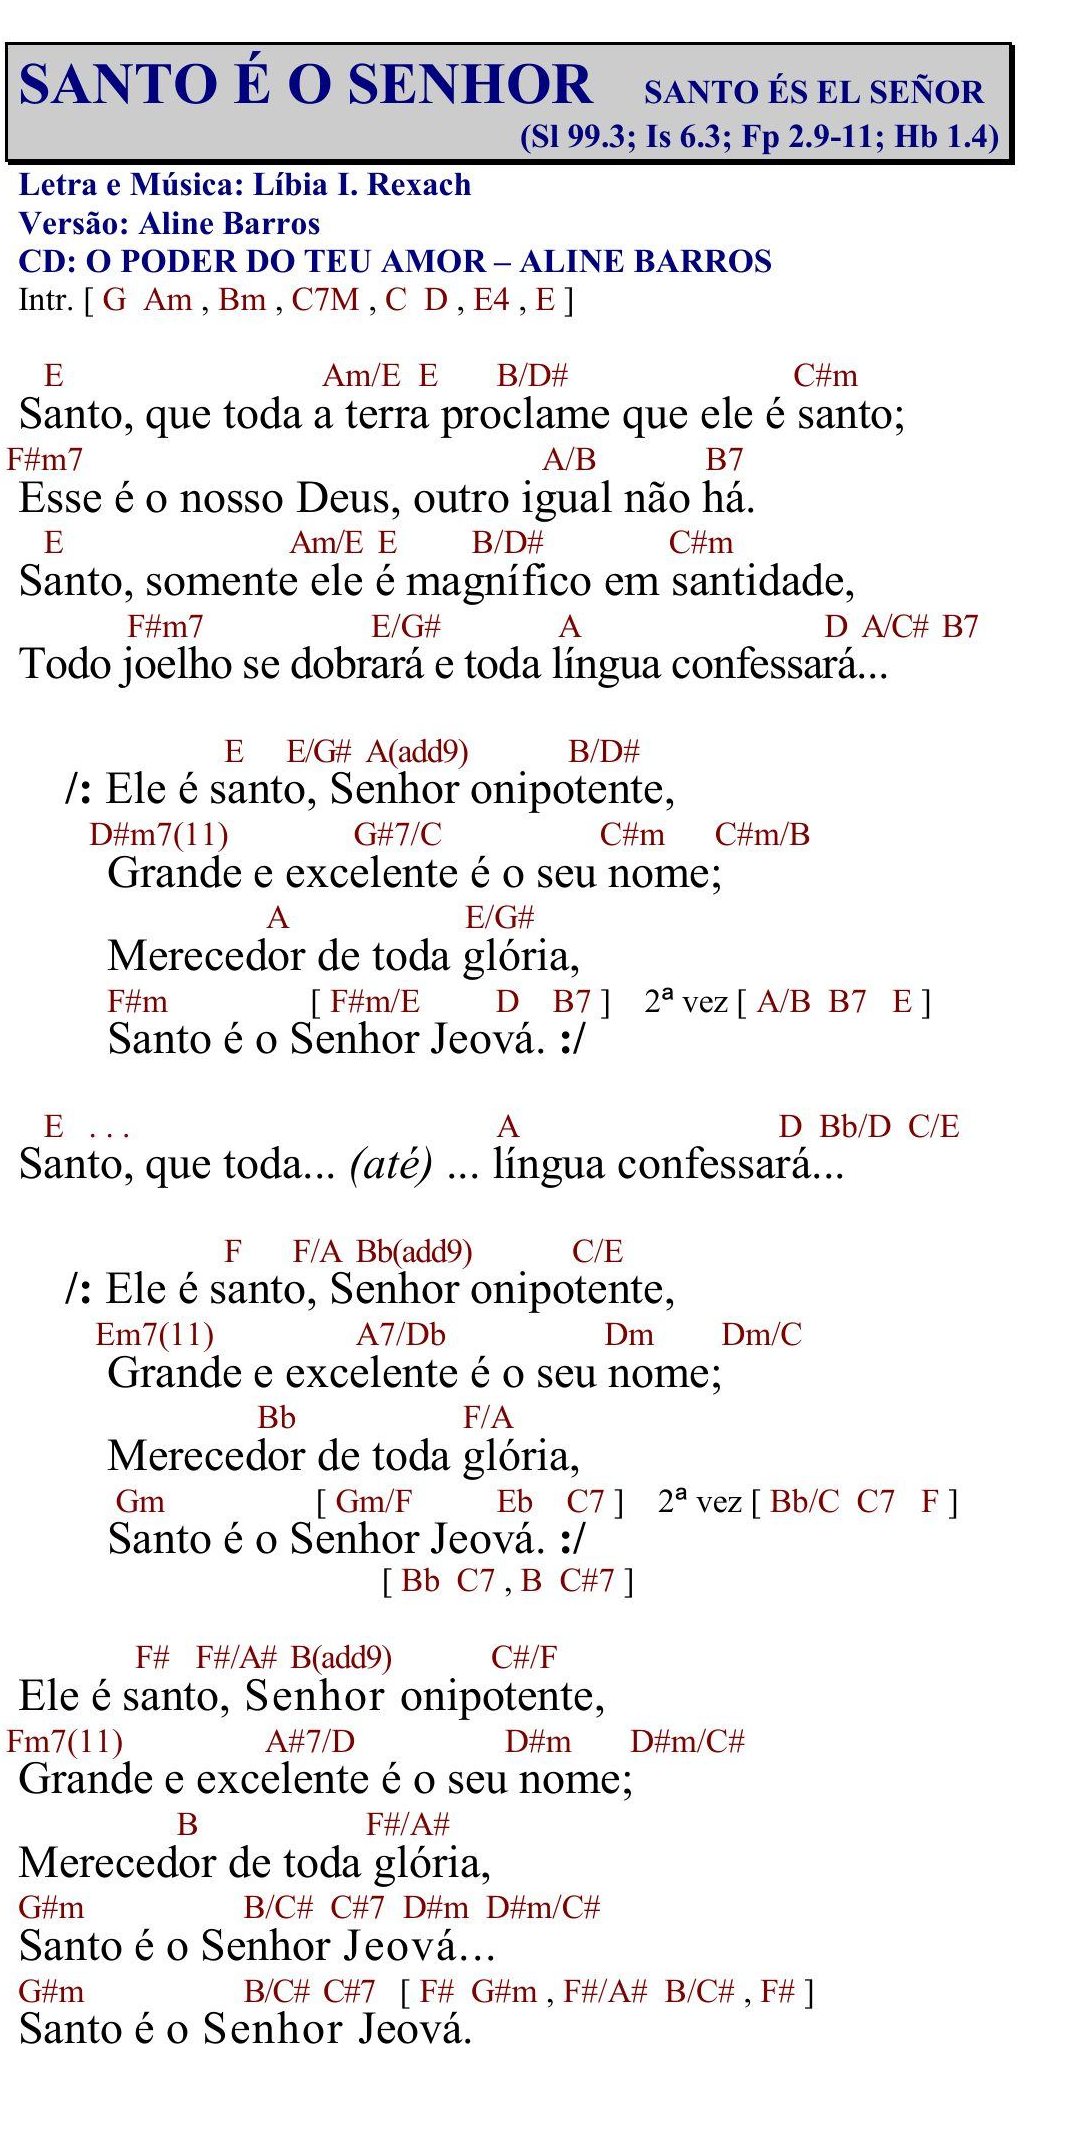 SANTO É O SENHOR SANTO ÉS EL SEÑOR
(Sl 99.3; Is 6.3; Fp 2.9-11; Hb 1.4)
Letra e Música: Líbia I. Rexach
Versão: Aline Barros
CD: O PODER DO TEU AMOR – ALINE BARROS
Intr. [ G Am , Bm , C7M , C D , E4 , E ]
E Am/E E B/D# C#m
Santo, que toda a terra proclame que ele é santo;
F#m7 A/B B7
Esse é o nosso Deus, outro igual não há.
E Am/E E B/D# C#m
Santo, somente ele é magnífico em santidade,
F#m7 E/G# A D A/C# B7
Todo joelho se dobrará e toda língua confessará...
E E/G# A(add9) B/D#
/: Ele é santo, Senhor onipotente,
D#m7(11) G#7/C C#m C#m/B
Grande e excelente é o seu nome;
A E/G#
Merecedor de toda glória,
F#m [ F#m/E D B7 ] 2ª vez [ A/B B7 E ]
Santo é o Senhor Jeová. :/
E . . . A D Bb/D C/E
Santo, que toda... (até) ... língua confessará...
F F/A Bb(add9) C/E
/: Ele é santo, Senhor onipotente,
Em7(11) A7/Db Dm Dm/C
Grande e excelente é o seu nome;
Bb F/A
Merecedor de toda glória,
Gm [ Gm/F Eb C7 ] 2ª vez [ Bb/C C7 F ]
Santo é o Senhor Jeová. :/
[ Bb C7 , B C#7 ]
F# F#/A# B(add9) C#/F
Ele é santo, Senhor onipotente,
Fm7(11) A#7/D D#m D#m/C#
Grande e excelente é o seu nome;
B F#/A#
Merecedor de toda glória,
G#m B/C# C#7 D#m D#m/C#
Santo é o Senhor Jeová...
G#m B/C# C#7 [ F# G#m , F#/A# B/C# , F# ]
Santo é o Senhor Jeová.